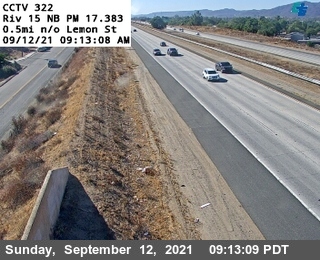 CCTV 322
Riv 15 NB PM 17.383
0.5mi n/o Lemon St
09/12/21 09:13:08 AM
Sunday, September 12, 2021 09:13:09 PDT